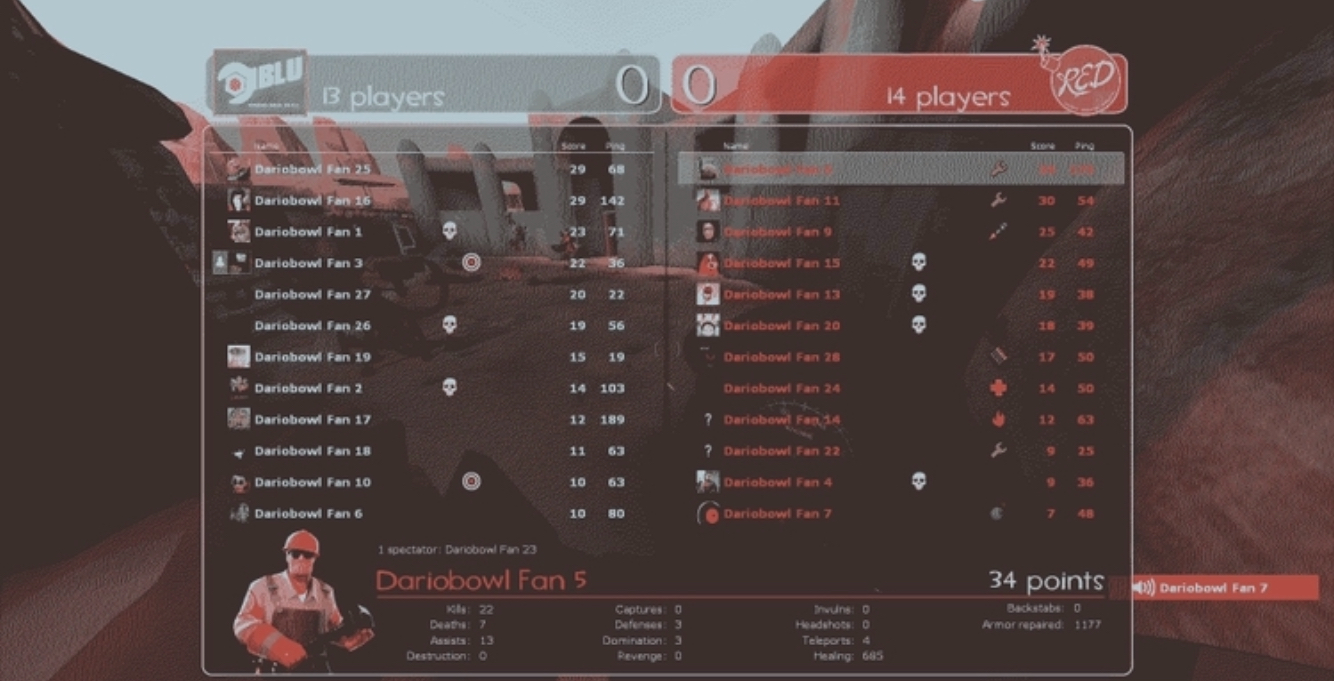 BLU
13 players
0
0
14 players
RED
Name Score Ping
Dariobowl Fan 25 29 68
Dariobowl Fan 16 29 142
Dariobowl Fan 1 23 71
Dariobowl Fan 3 22 36
Dariobowl Fan 27 20 22
Dariobowl Fan 26 19 56
Dariobowl Fan 19 15 19
Dariobowl Fan 2 14 103
Dariobowl Fan 17 12 189
Dariobowl Fan 18 11 63
Dariobowl Fan 10 10 63
Dariobowl Fan 6 10 80
Name Score Ping
Dariobowl Fan
Dariobowl Fan 11 30 54
Dariobowl Fan 9 25 42
Dariobowl Fan 15 22 49
Dariobowl Fan 13 19 38
Dariobowl Fan 20 18 39
Dariobowl Fan 28 17 50
Dariobowl Fan 24 14 50
? Dariobowl Fan 14 12 63
? Dariobowl Fan 22 9 25
Dariobowl Fan 4 9 36
Dariobowl Fan 7 7 48
1 spectator: Dariobowl Fan 23
Dariobowl Fan 5 34 points
Dariobowl Fan 7
Kills: 22 Captures: 0 Invulns: 0 Backstabs: 0
Deaths: 7 Defenses: 3 Headshots: 0 Armor repaired: 1177
Assists: 13 Domination: 3 Teleports: 4
Destruction: 0 Revenge: 0 Healing: 685